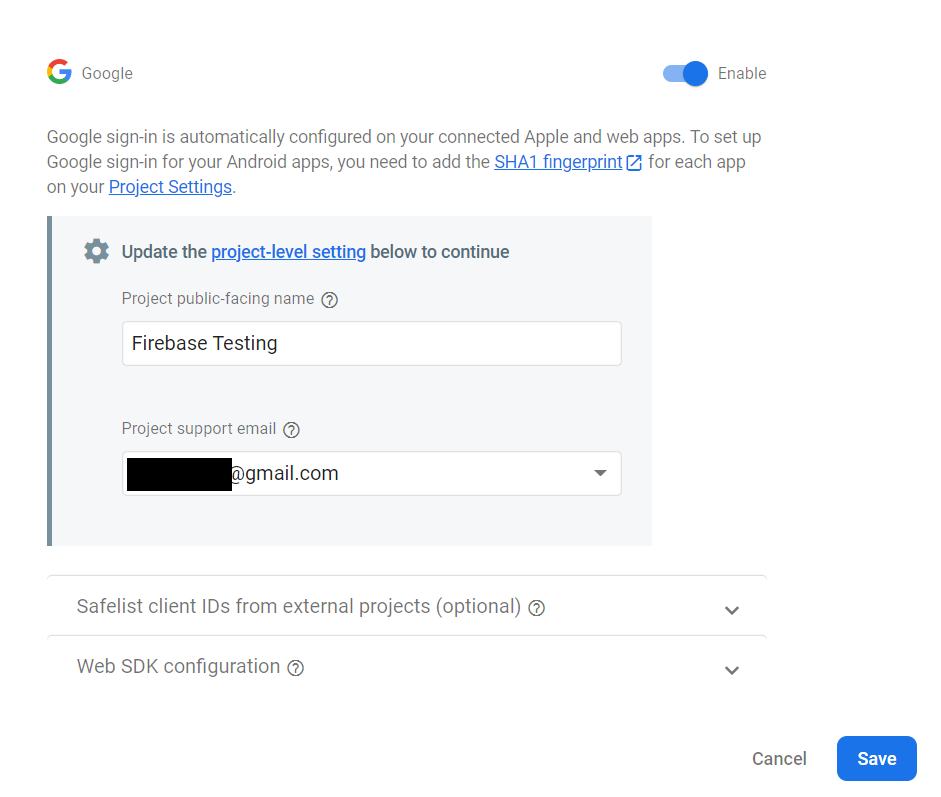 Google
Enable
Google sign-in is automatically configured on your connected Apple and web apps. To set up
Google sign-in for your Android apps, you need to add the SHA1 fingerprint for each app
on your Project Settings.
Update the project-level setting below to continue
Project public-facing name
Firebase Testing
Project support email
@gmail.com
Safelist client IDs from external projects (optional)
Web SDK configuration
Cancel
Save